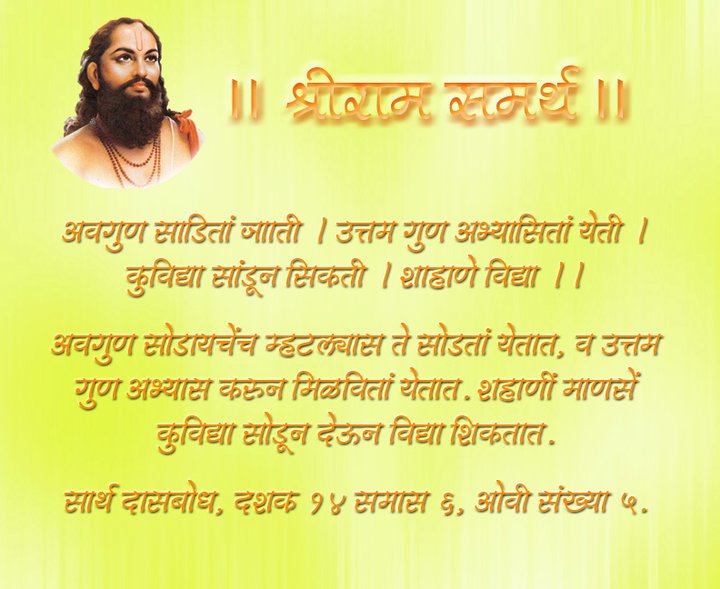 ।। श्रीराम समर्थ ।।
अवगुण साडितां जााती । उत्तम गुण अभ्यासितां येती ।
कुविद्या सांडून सिकती । शाहाणे विद्या ।।
अवगुण सोडायचेंच म्हटल्यास ते सोडतां येतात, व उत्तम
गुण अभ्यास करुन मिळवितां येतात. शहाणीं माणसें
कुविद्या सोडून देऊन विद्या शिकतात.
सार्थ दासबोध, दशक १४ समास ६, ओवी संख्या ५.